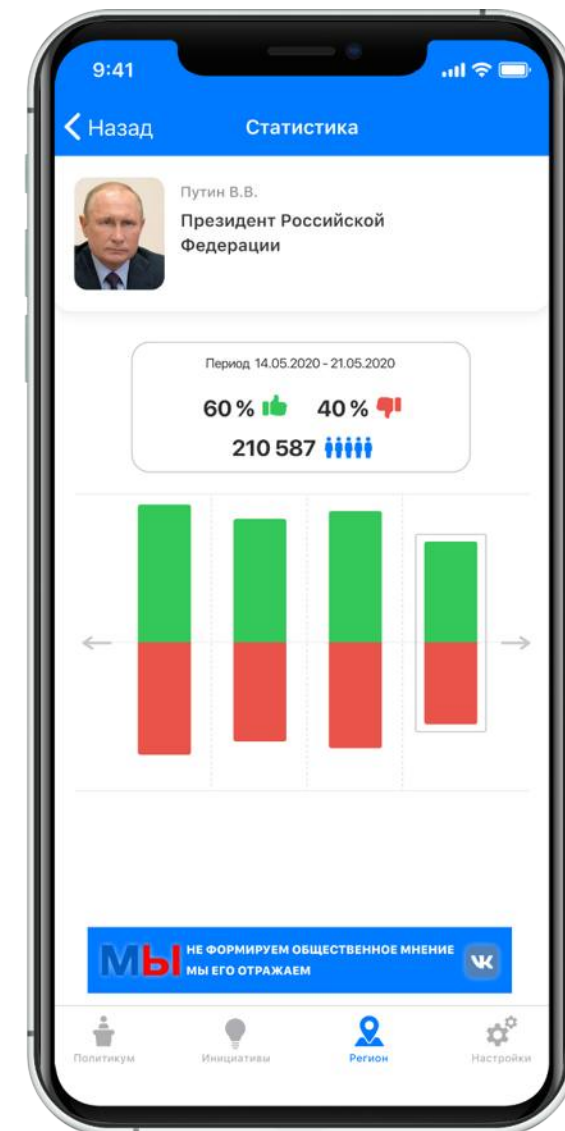 9:41
Назад
Статистика
Путин В.В.
Президент Российской
Федерации
Период 14.05.2020 - 21.05.2020
60 % 40 %
210 587
МЫ
НЕ ФОРМИРУЕМ ОБЩЕСТВЕННОЕ МНЕНИЕ
МЫ ЕГО ОТРАЖАЕМ
Политикум Инициативы Регион Настройки